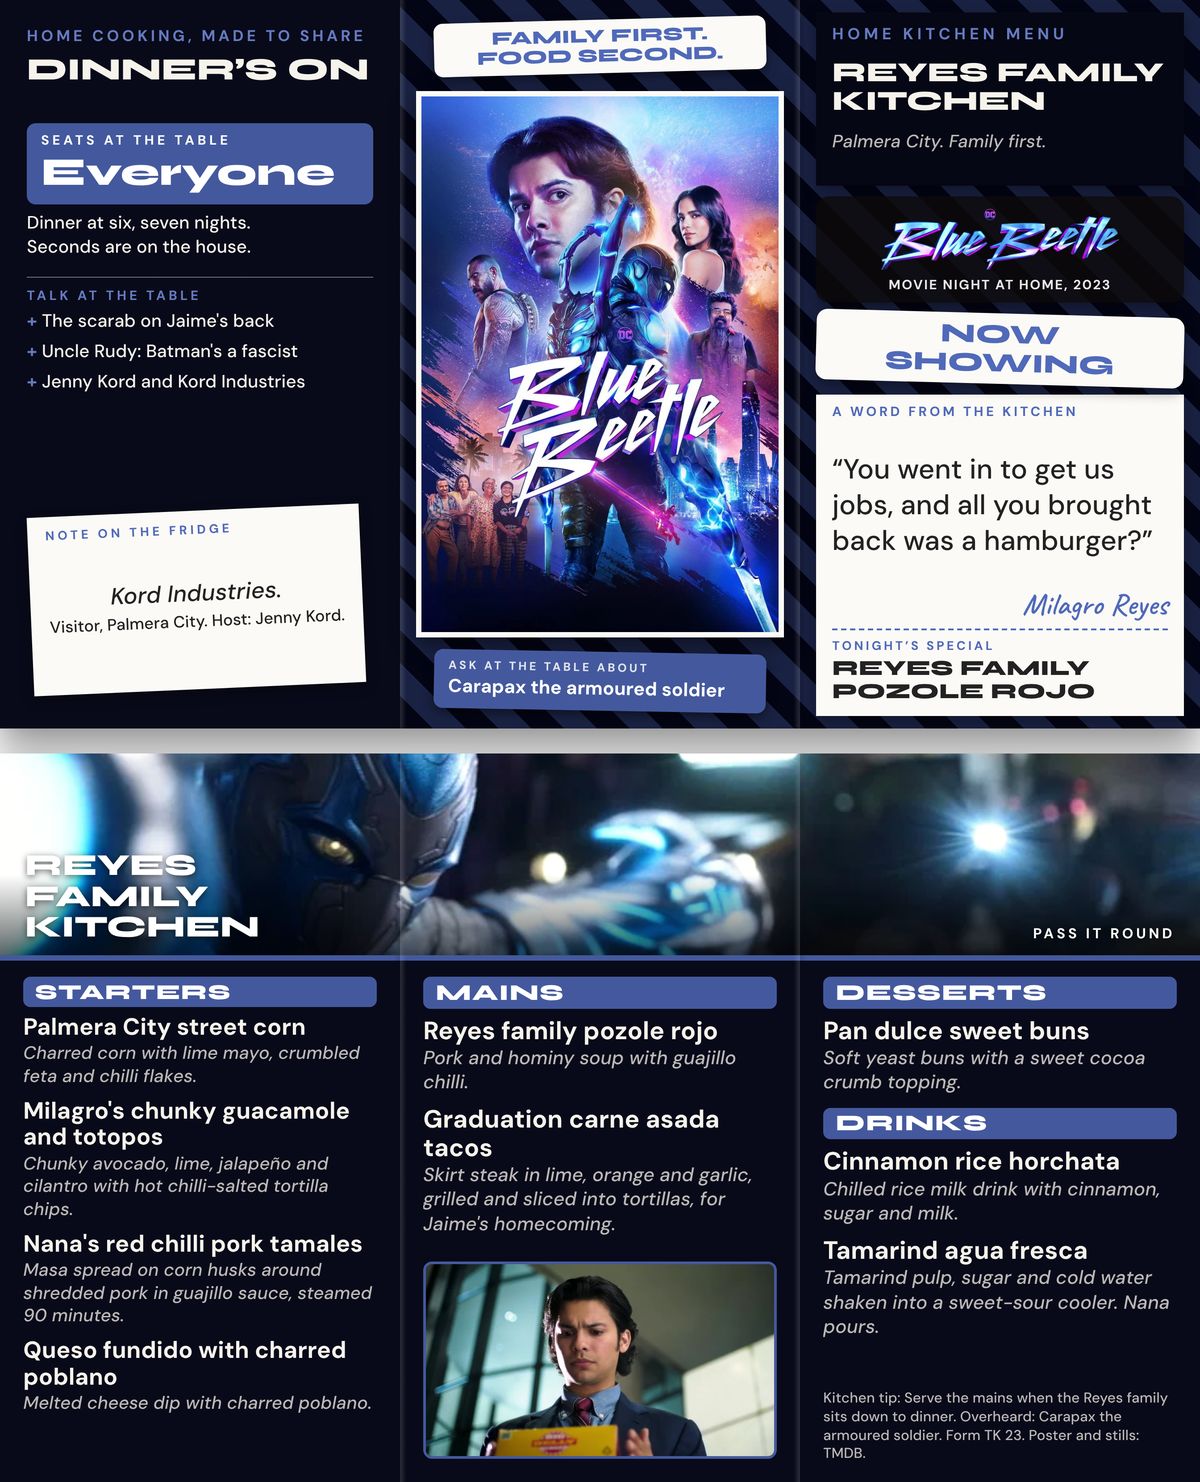 HOME COOKING, MADE TO SHARE
DINNER'S ON
SEATS AT THE TABLE
Everyone
Dinner at six, seven nights.
Seconds are on the house.
TALK AT THE TABLE
+ The scarab on Jaime's back
+ Uncle Rudy: Batman's a fascist
+ Jenny Kord and Kord Industries
NOTE ON THE FRIDGE
Kord Industries.
Visitor, Palmera City. Host: Jenny Kord.
FAMILY FIRST.
FOOD SECOND.
DC
Blue
Beetle
ASK AT THE TABLE ABOUT
Carapax the armoured soldier
HOME KITCHEN MENU
REYES FAMILY
KITCHEN
Palmera City. Family first.
DC
Blue Beetle
MOVIE NIGHT AT HOME, 2023
NOW
SHOWING
A WORD FROM THE KITCHEN
“You went in to get us
jobs, and all you brought
back was a hamburger?”
Milagro Reyes
TONIGHT'S SPECIAL
REYES FAMILY
POZOLE ROJO
REYES
FAMILY
KITCHEN
PASS IT ROUND
STARTERS
Palmera City street corn
Charred corn with lime mayo, crumbled
feta and chilli flakes.
Milagro's chunky guacamole
and totopos
Chunky avocado, lime, jalapeño and
cilantro with hot chilli-salted tortilla
chips.
Nana's red chilli pork tamales
Masa spread on corn husks around
shredded pork in guajillo sauce, steamed
90 minutes.
Queso fundido with charred
poblano
Melted cheese dip with charred poblano.
MAINS
Reyes family pozole rojo
Pork and hominy soup with guajillo
chilli.
Graduation carne asada
tacos
Skirt steak in lime, orange and garlic,
grilled and sliced into tortillas, for
Jaime's homecoming.
BIG
BELLY
DESSERTS
Pan dulce sweet buns
Soft yeast buns with a sweet cocoa
crumb topping.
DRINKS
Cinnamon rice horchata
Chilled rice milk drink with cinnamon,
sugar and milk.
Tamarind agua fresca
Tamarind pulp, sugar and cold water
shaken into a sweet-sour cooler. Nana
pours.
Kitchen tip: Serve the mains when the Reyes family
sits down to dinner. Overheard: Carapax the
armoured soldier. Form TK 23. Poster and stills:
TMDB.